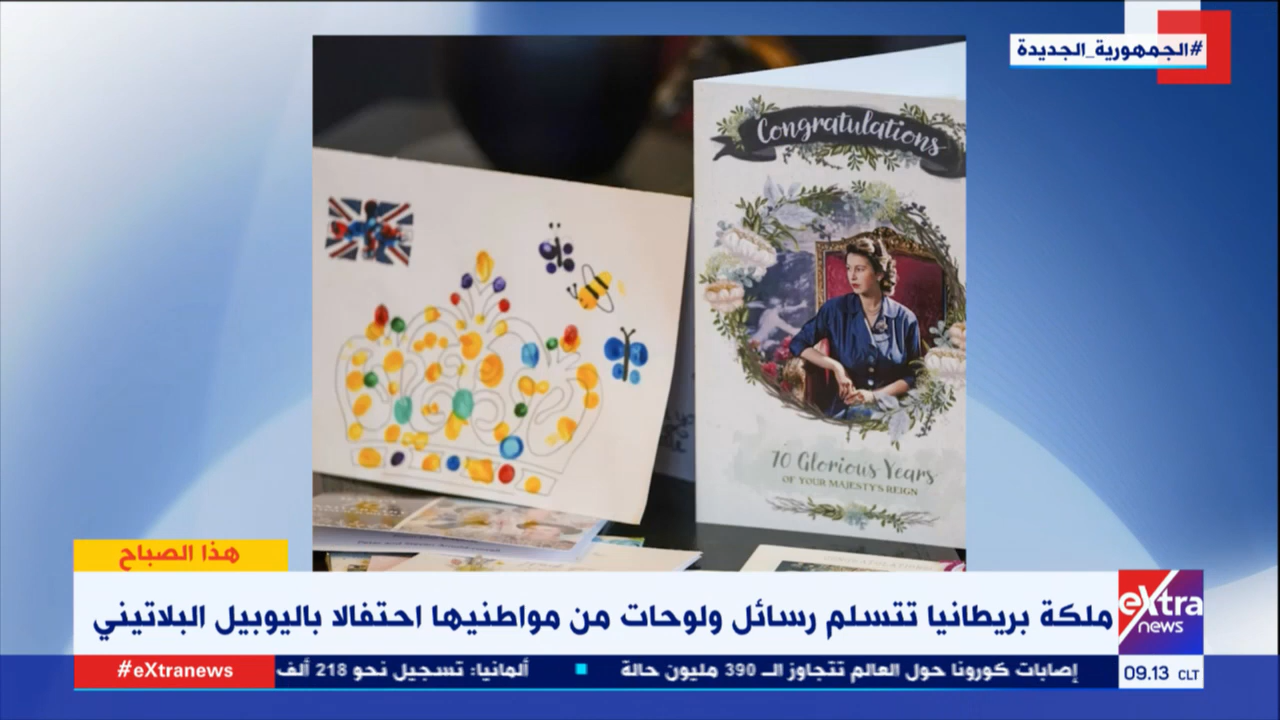 #الجمهورية_الجديدة
Congratulations
70 Glorious Years
OF YOUR MAJESTY'S REIGN
هذا الصباح
ملكة بريطانيا تتسلم رسائل ولوحات من مواطنيها احتفالا باليوبيل البلاتيني
eXtra
news
#eXtranews
إصابات كورونا حول العالم تتجاوز الـ 390 مليون حالة
ألمانيا: تسجيل نحو 218 ألف
09.13 CLT